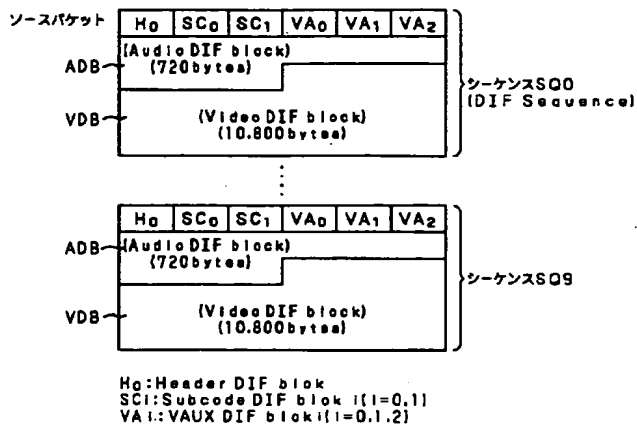 ソースパケット H0 SC0 SC1 VA0 VA1 VA2
(Audio DIF block)
ADB (720bytes)
シーケンスSQ0
(DIF Sequence)
VDB (Video DIF block)
(10.800bytes)
H0 SC0 SC1 VA0 VA1 VA2
ADB (Audio DIF block)
(720bytes)
シーケンスSQ9
VDB (Video DIF block)
(10.800bytes)
H0:Header DIF blok
SCi:Subcode DIF blok i(i=0.1)
VAi:VAUX DIF bloki(i=0.1.2)